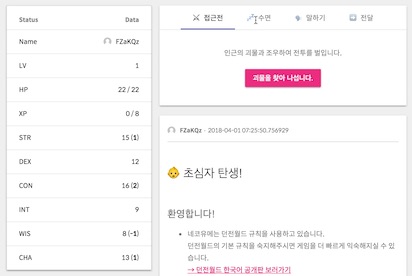 Status Data
Name FZaKQz
LV 1
HP 22 / 22
XP 0 / 8
STR 15 (1)
DEX 12
CON 16 (2)
INT 9
WIS 8 (-1)
CHA 13 (1)
접근전 수면 말하기 전달
인근의 괴물과 조우하여 전투를 벌입니다.
괴물을 찾아 나섭니다.
FZaKQz - 2018-04-01 07:25:50.756929
👶 초심자 탄생!
환영합니다!
• 네코유에는 던전월드 규칙을 사용하고 있습니다.
던전월드의 기본 규칙을 숙지해주시면 게임을 더 빠르게 익숙해지실 수 있
습니다.
→ 던전월드 한국어 공개판 보러가기